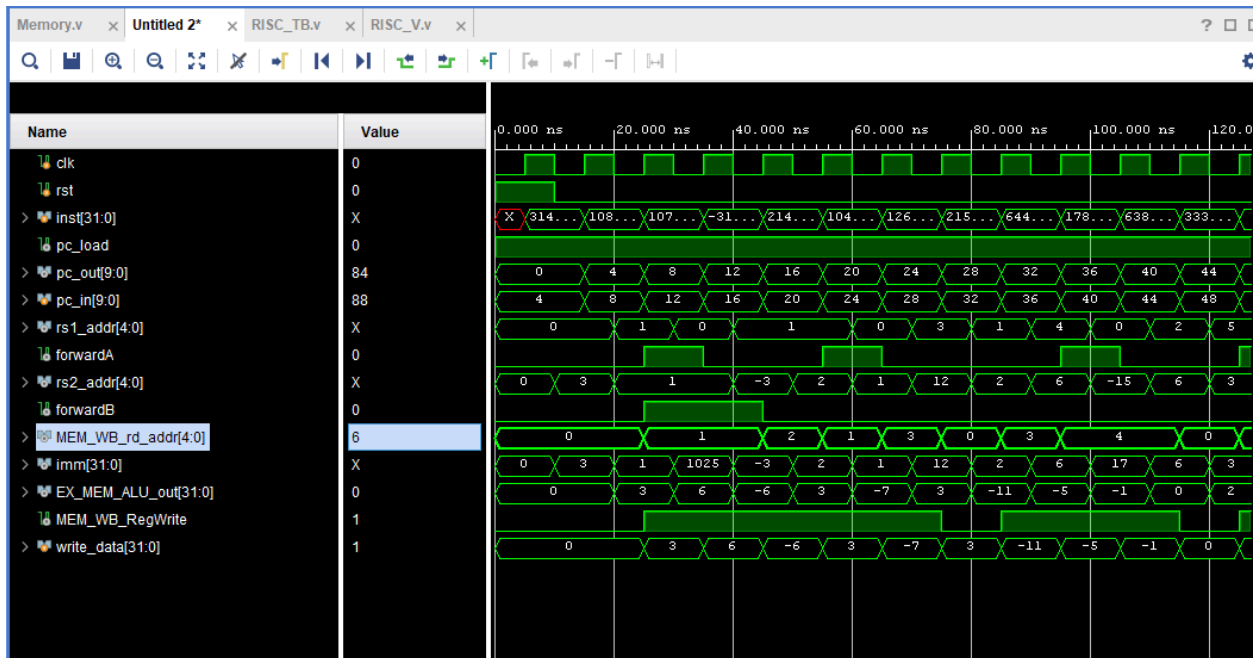 Memory.v × Untitled 2* × RISC_TB.v × RISC_V.v × ?
Name Value 0.000 ns 20.000 ns 40.000 ns 60.000 ns 80.000 ns 100.000 ns 120.0
clk 0
rst 0
inst[31:0] X X 314... 108... 107... -31... 214... 104... 126... 215... 644... 178... 638... 333...
pc_load 0
pc_out[9:0] 84 0 4 8 12 16 20 24 28 32 36 40 44
pc_in[9:0] 88 4 8 12 16 20 24 28 32 36 40 44 48
rs1_addr[4:0] X 0 1 0 1 0 3 1 4 0 2 5
forwardA 0
rs2_addr[4:0] X 0 3 1 -3 2 1 12 2 6 -15 6 3
forwardB 0
MEM_WB_rd_addr[4:0] 6 0 1 2 1 3 0 3 4 0
imm[31:0] X 0 3 1 1025 -3 2 1 12 2 6 17 6 3
EX_MEM_ALU_out[31:0] 0 0 3 6 -6 3 -7 3 -11 -5 -1 0 2
MEM_WB_RegWrite 1
write_data[31:0] 1 0 3 6 -6 3 -7 3 -11 -5 -1 0